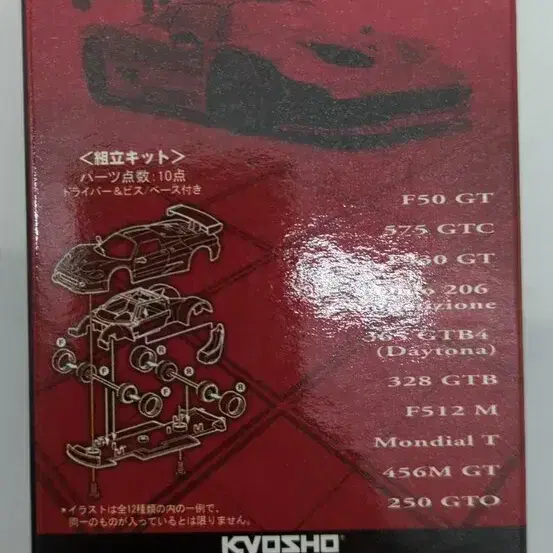 <組立キット>
パーツ点数:10点
ドライバー&ビス/ベース付き
F50 GT
575 GTC
GT
206
zione
GTB4
(Daytona)
328 GTB
F512 M
Mondial T
456M GT
250 GTO
F
R
F
R
F
R
F
R
*イラストは全12種類の内の一例で、
同一のものが入っているとは限りません。
KYOSHO